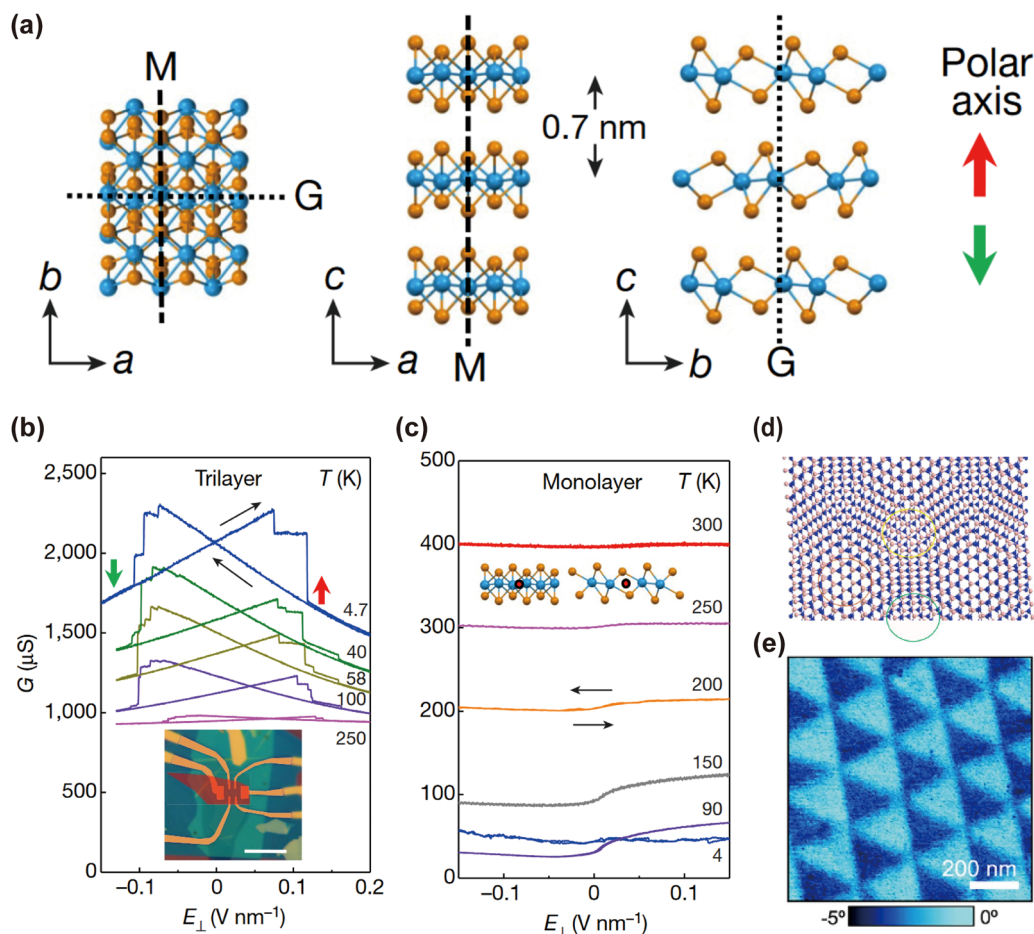 (a)
M
G
b
a
c
a
M
0.7 nm
c
b
G
Polar
axis
(b)
Trilayer
T (K)
2,500
2,000
1,500
1,000
500
0
G (μS)
4.7
40
58
100
250
−0.1
0
0.1
0.2
E⊥ (V nm⁻¹)
(c)
Monolayer
T (K)
500
400
300
200
100
0
300
250
200
150
90
4
−0.1
0
0.1
E⊥ (V nm⁻¹)
(d)
(e)
200 nm
-5º
0º